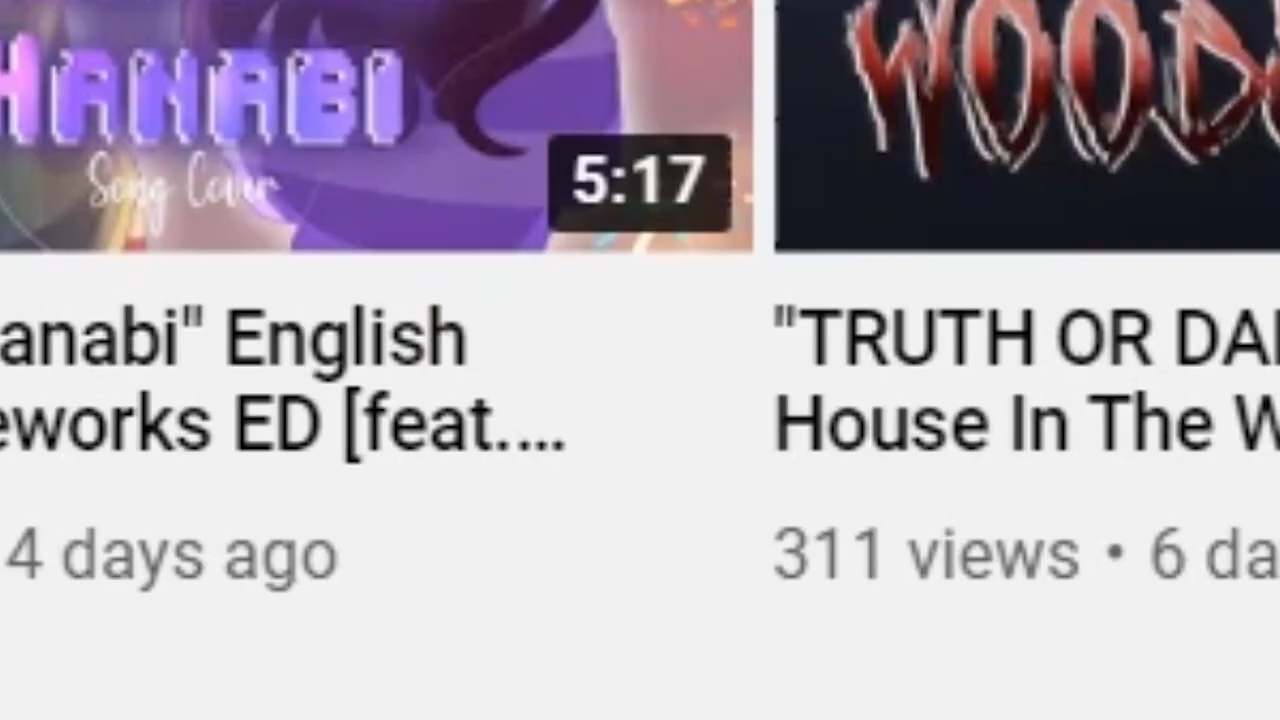 HANABI
Song Cover
5:17
anabi" English
eworks ED [feat....
4 days ago
WOOD
"TRUTH OR DA
House In The W
311 views • 6 da